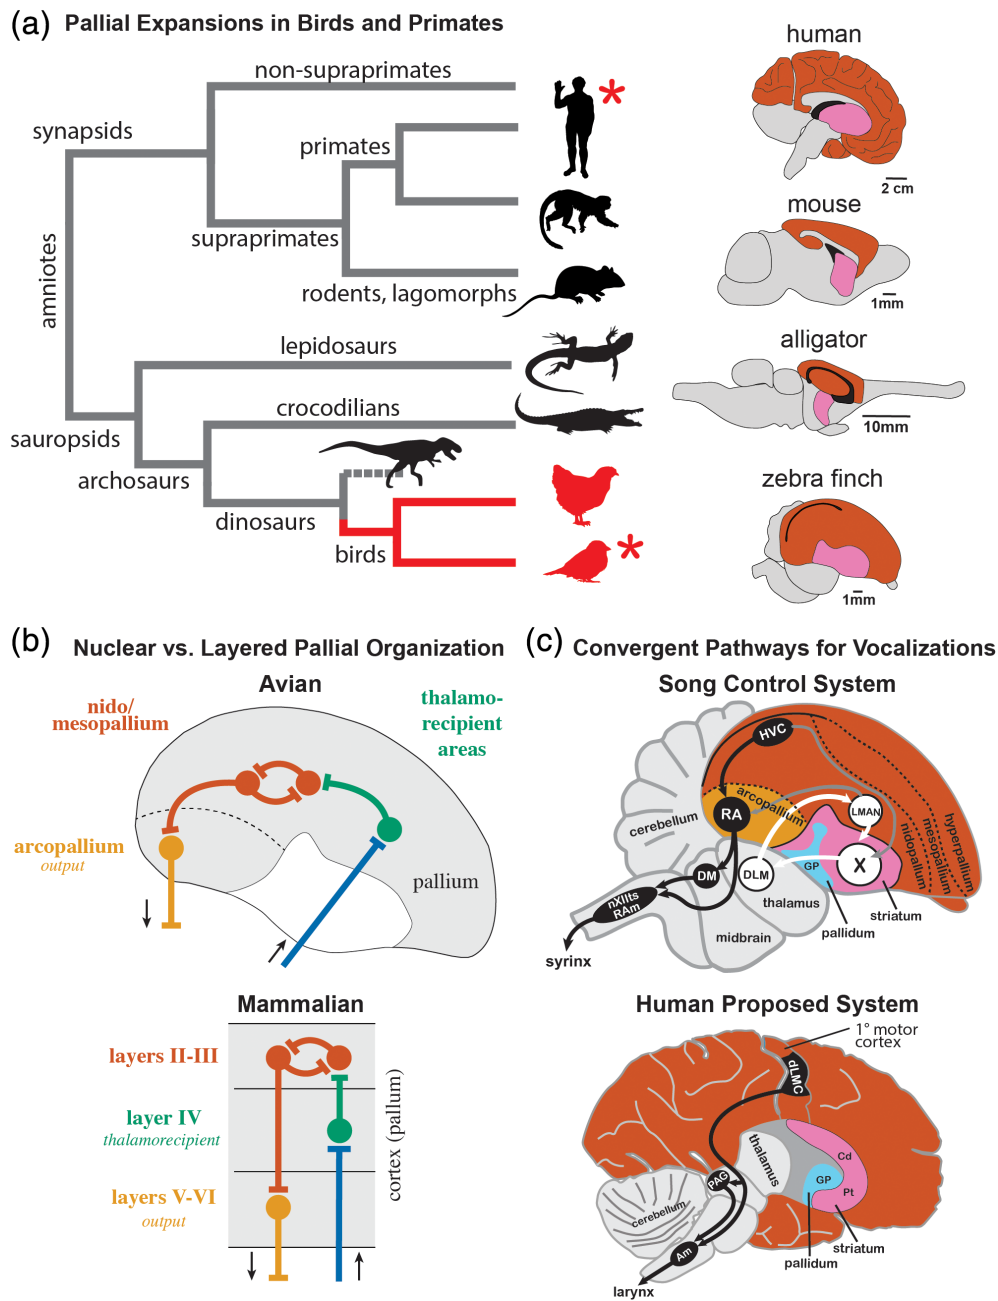 (a) Pallial Expansions in Birds and Primates
non-supraprimates
synapsids
primates
supraprimates
rodents, lagomorphs
amniotes
lepidosaurs
crocodilians
sauropsids
archosaurs
dinosaurs
birds
*
*
human
2 cm
mouse
1mm
alligator
10mm
zebra finch
1mm
(b) Nuclear vs. Layered Pallial Organization
Avian
nido/
mesopallium
thalamo-
recipient
areas
arcopallium
output
pallium
Mammalian
layers II-III
layer IV
thalamorecipient
layers V-VI
output
cortex (pallum)
(c) Convergent Pathways for Vocalizations
Song Control System
HVC
arcopallium
RA
LMAN
cerebellum
DM
DLM
GP
X
nXIIts
RAm
thalamus
midbrain
syrinx
striatum
pallidum
nidopallium
mesopallium
hyperpallium
Human Proposed System
1° motor
cortex
dLMC
thalamus
Cd
GP
Pt
PAG
cerebellum
Am
striatum
pallidum
larynx